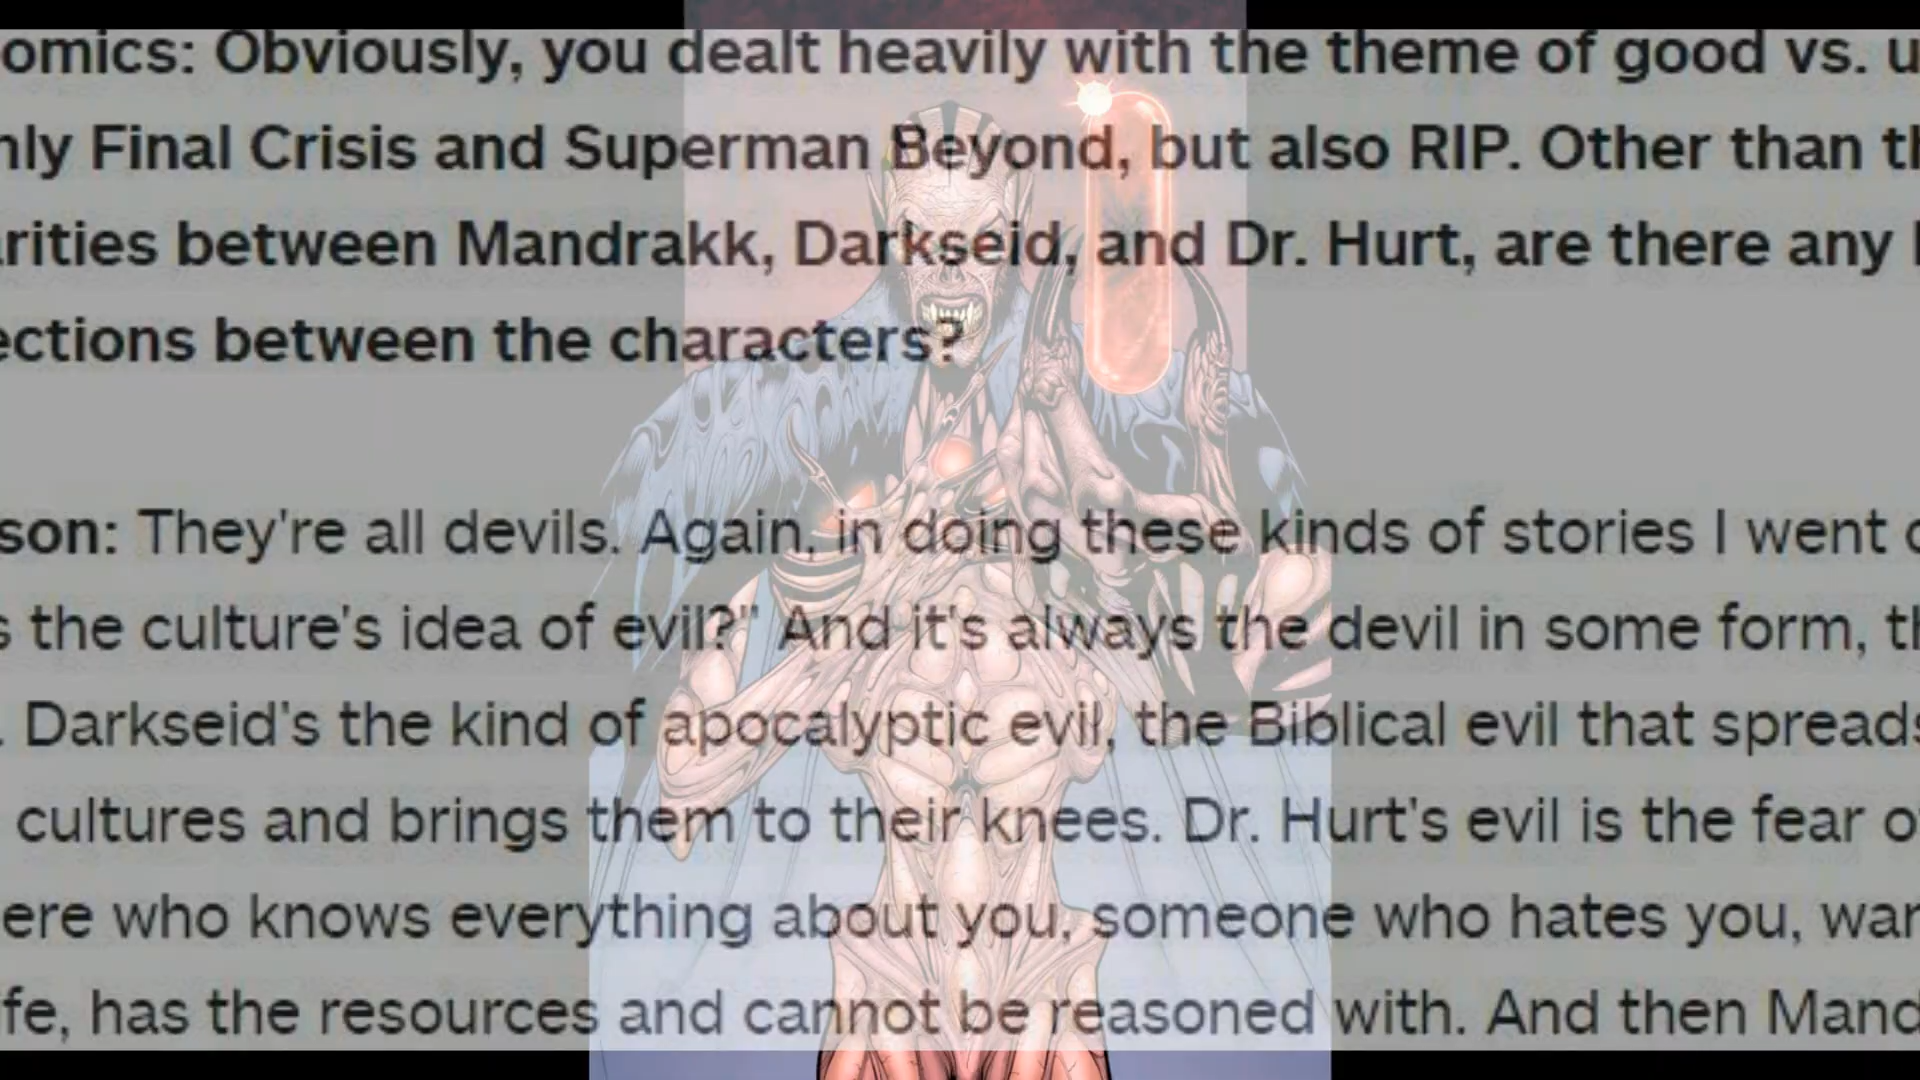 omics: Obviously, you dealt heavily with the theme of good vs. u
nly Final Crisis and Superman Beyond, but also RIP. Other than th
arities between Mandrakk, Darkseid, and Dr. Hurt, are there any
ections between the characters?
son: They're all devils. Again, in doing these kinds of stories I went
s the culture's idea of evil?" And it's always the devil in some form, th
. Darkseid's the kind of apocalyptic evil, the Biblical evil that spreads
cultures and brings them to their knees. Dr. Hurt's evil is the fear o
ere who knows everything about you, someone who hates you, wan
ife, has the resources and cannot be reasoned with. And then Mand